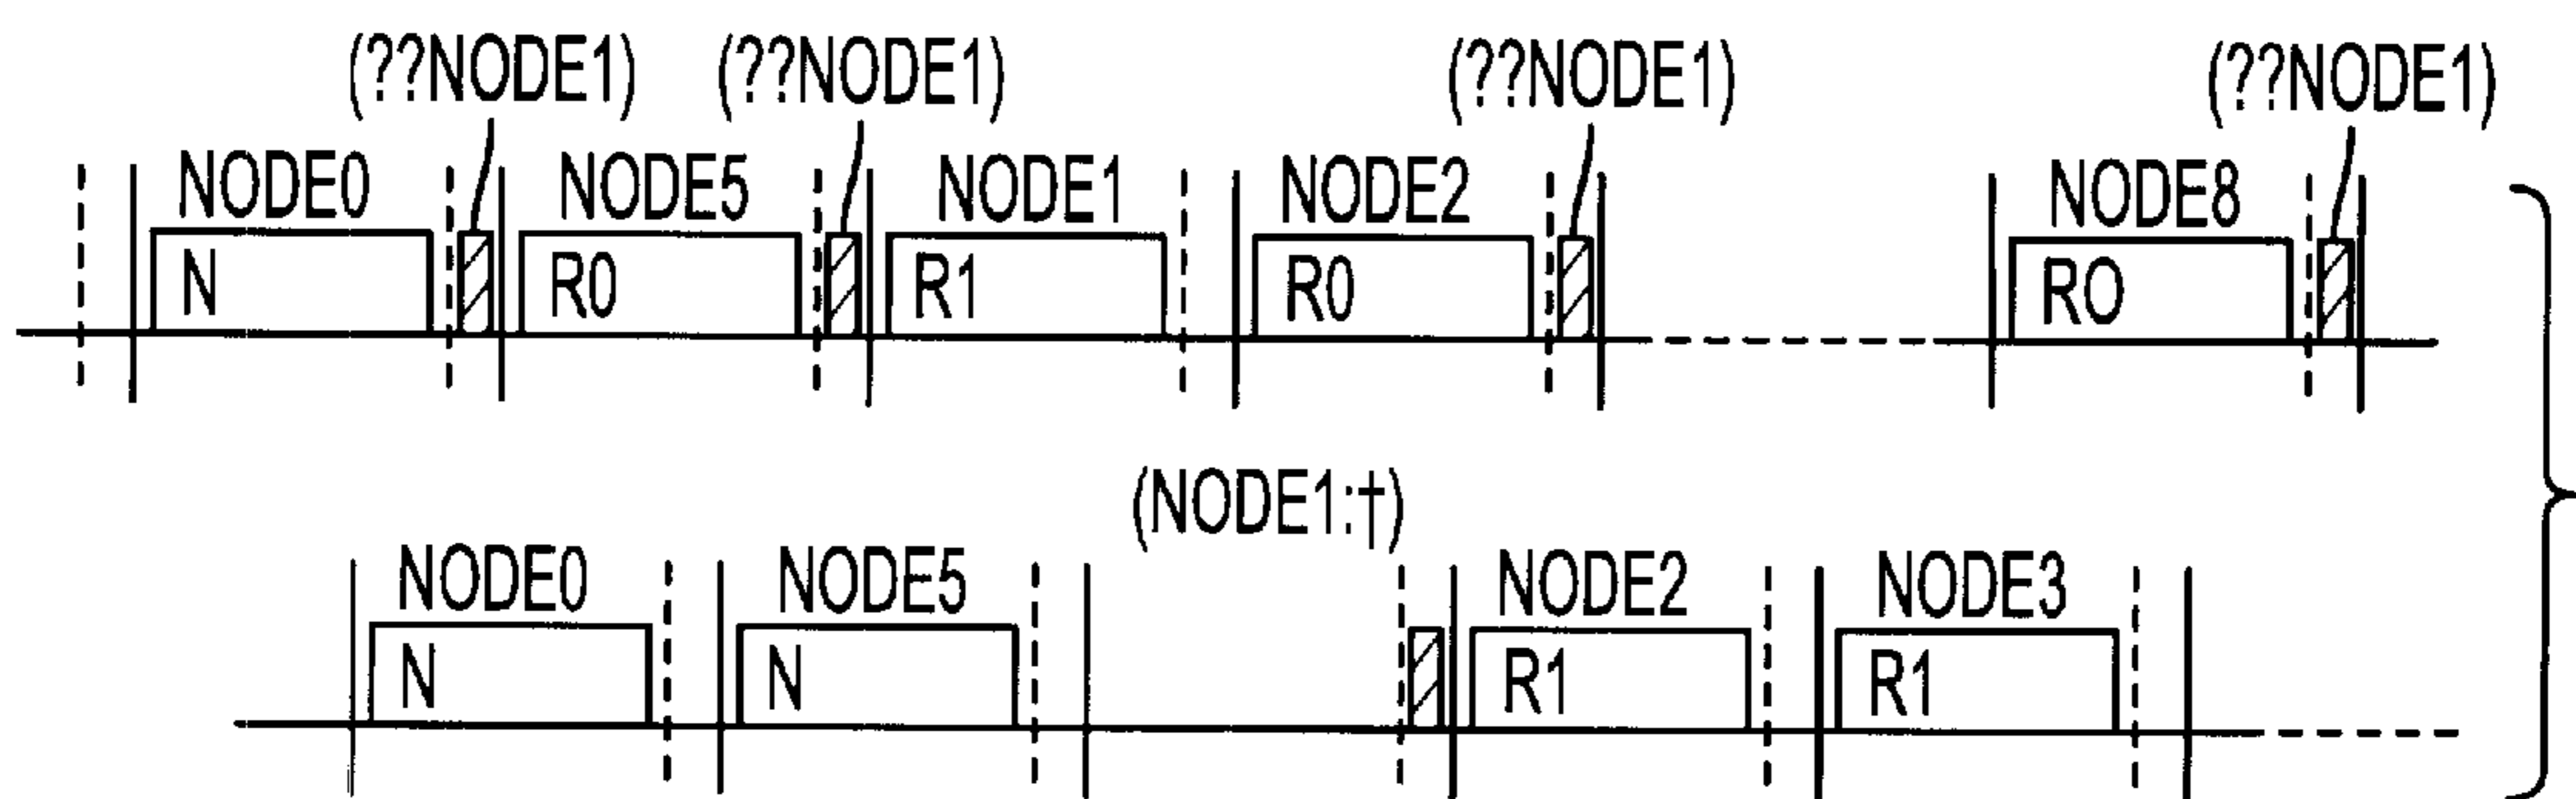 (??NODE1) (??NODE1) (??NODE1) (??NODE1)
NODE0 NODE5 NODE1 NODE2 NODE8
N R0 R1 R0 RO
(NODE1:†)
NODE0 NODE5 NODE2 NODE3
N N R1 R1